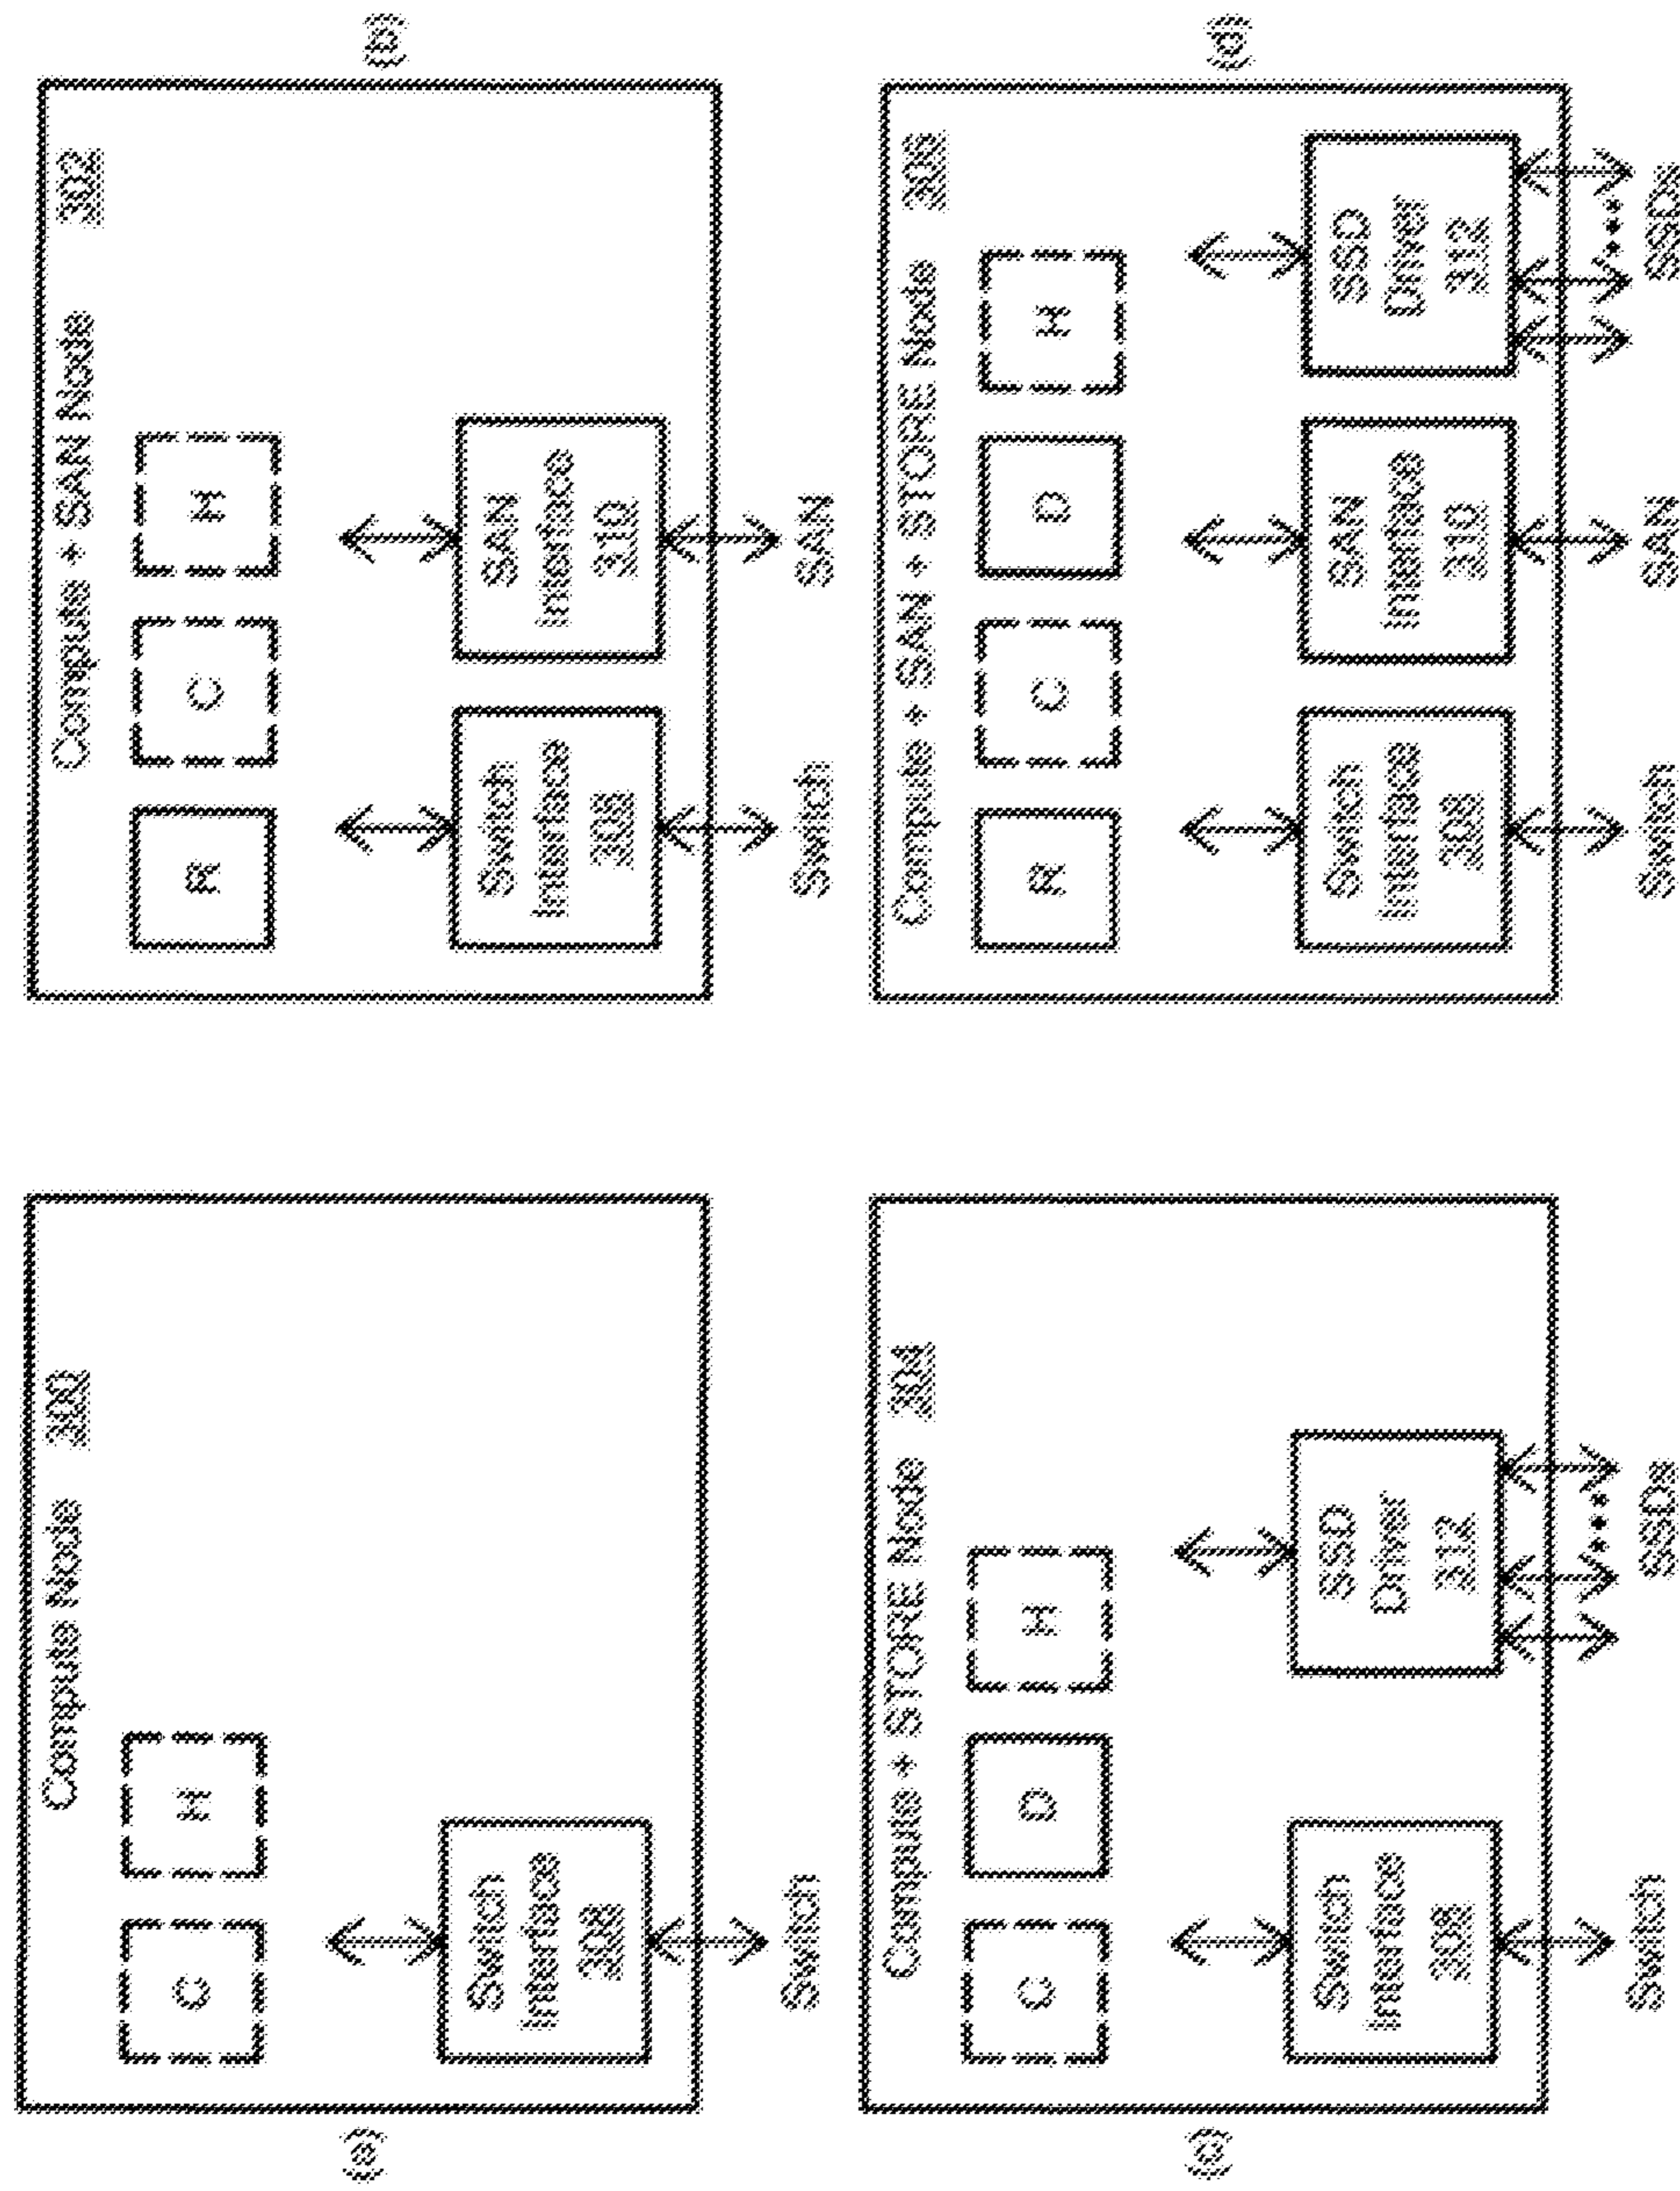 (a)
Compute Node 300
C
H
Switch
Interface
308
Switch
(b)
Compute + SAN Node 302
R
C
H
Switch
Interface
308
SAN
Interface
310
Switch
SAN
(c)
Compute + STORE Node 304
C
D
H
Switch
Interface
308
SSD
Driver
312
Switch
SSDs
(d)
Compute + SAN + STORE Node 306
R
C
D
H
Switch
Interface
308
SAN
Interface
310
SSD
Driver
312
Switch
SAN
SSDs